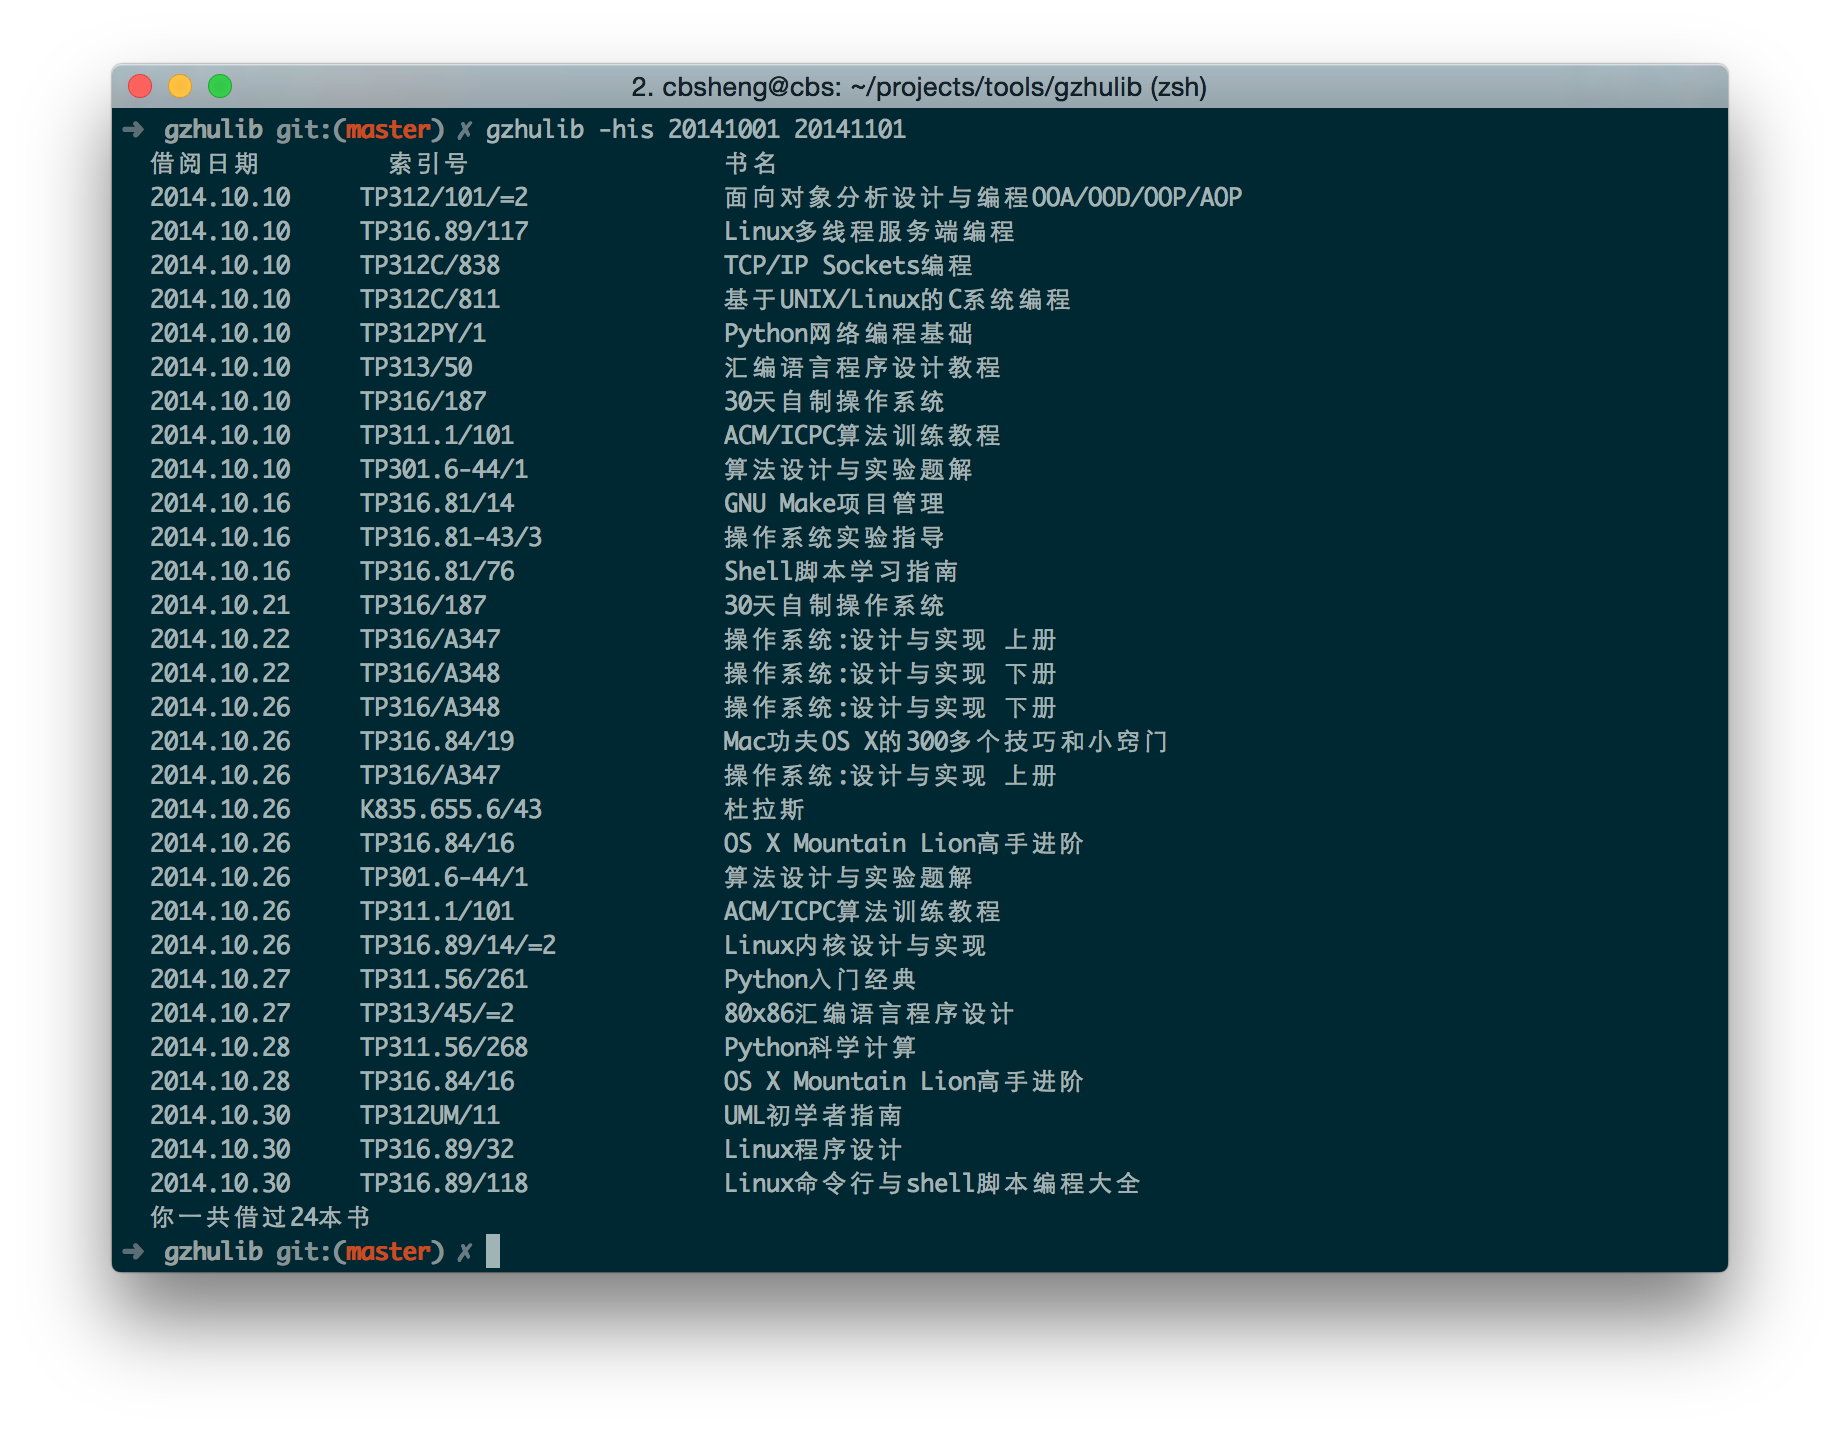 2. cbsheng@cbs: ~/projects/tools/gzhulib (zsh)
➜ gzhulib git:(master) ✗ gzhulib -his 20141001 20141101
借阅日期 索引号 书名
2014.10.10 TP312/101/=2 面向对象分析设计与编程OOA/OOD/OOP/AOP
2014.10.10 TP316.89/117 Linux多线程服务端编程
2014.10.10 TP312C/838 TCP/IP Sockets编程
2014.10.10 TP312C/811 基于UNIX/Linux的C系统编程
2014.10.10 TP312PY/1 Python网络编程基础
2014.10.10 TP313/50 汇编语言程序设计教程
2014.10.10 TP316/187 30天自制操作系统
2014.10.10 TP311.1/101 ACM/ICPC算法训练教程
2014.10.10 TP301.6-44/1 算法设计与实验题解
2014.10.16 TP316.81/14 GNU Make项目管理
2014.10.16 TP316.81-43/3 操作系统实验指导
2014.10.16 TP316.81/76 Shell脚本学习指南
2014.10.21 TP316/187 30天自制操作系统
2014.10.22 TP316/A347 操作系统:设计与实现 上册
2014.10.22 TP316/A348 操作系统:设计与实现 下册
2014.10.26 TP316/A348 操作系统:设计与实现 下册
2014.10.26 TP316.84/19 Mac功夫OS X的300多个技巧和小窍门
2014.10.26 TP316/A347 操作系统:设计与实现 上册
2014.10.26 K835.655.6/43 杜拉斯
2014.10.26 TP316.84/16 OS X Mountain Lion高手进阶
2014.10.26 TP301.6-44/1 算法设计与实验题解
2014.10.26 TP311.1/101 ACM/ICPC算法训练教程
2014.10.26 TP316.89/14/=2 Linux内核设计与实现
2014.10.27 TP311.56/261 Python入门经典
2014.10.27 TP313/45/=2 80x86汇编语言程序设计
2014.10.28 TP311.56/268 Python科学计算
2014.10.28 TP316.84/16 OS X Mountain Lion高手进阶
2014.10.30 TP312UM/11 UML初学者指南
2014.10.30 TP316.89/32 Linux程序设计
2014.10.30 TP316.89/118 Linux命令行与shell脚本编程大全
你一共借过24本书
➜ gzhulib git:(master) ✗